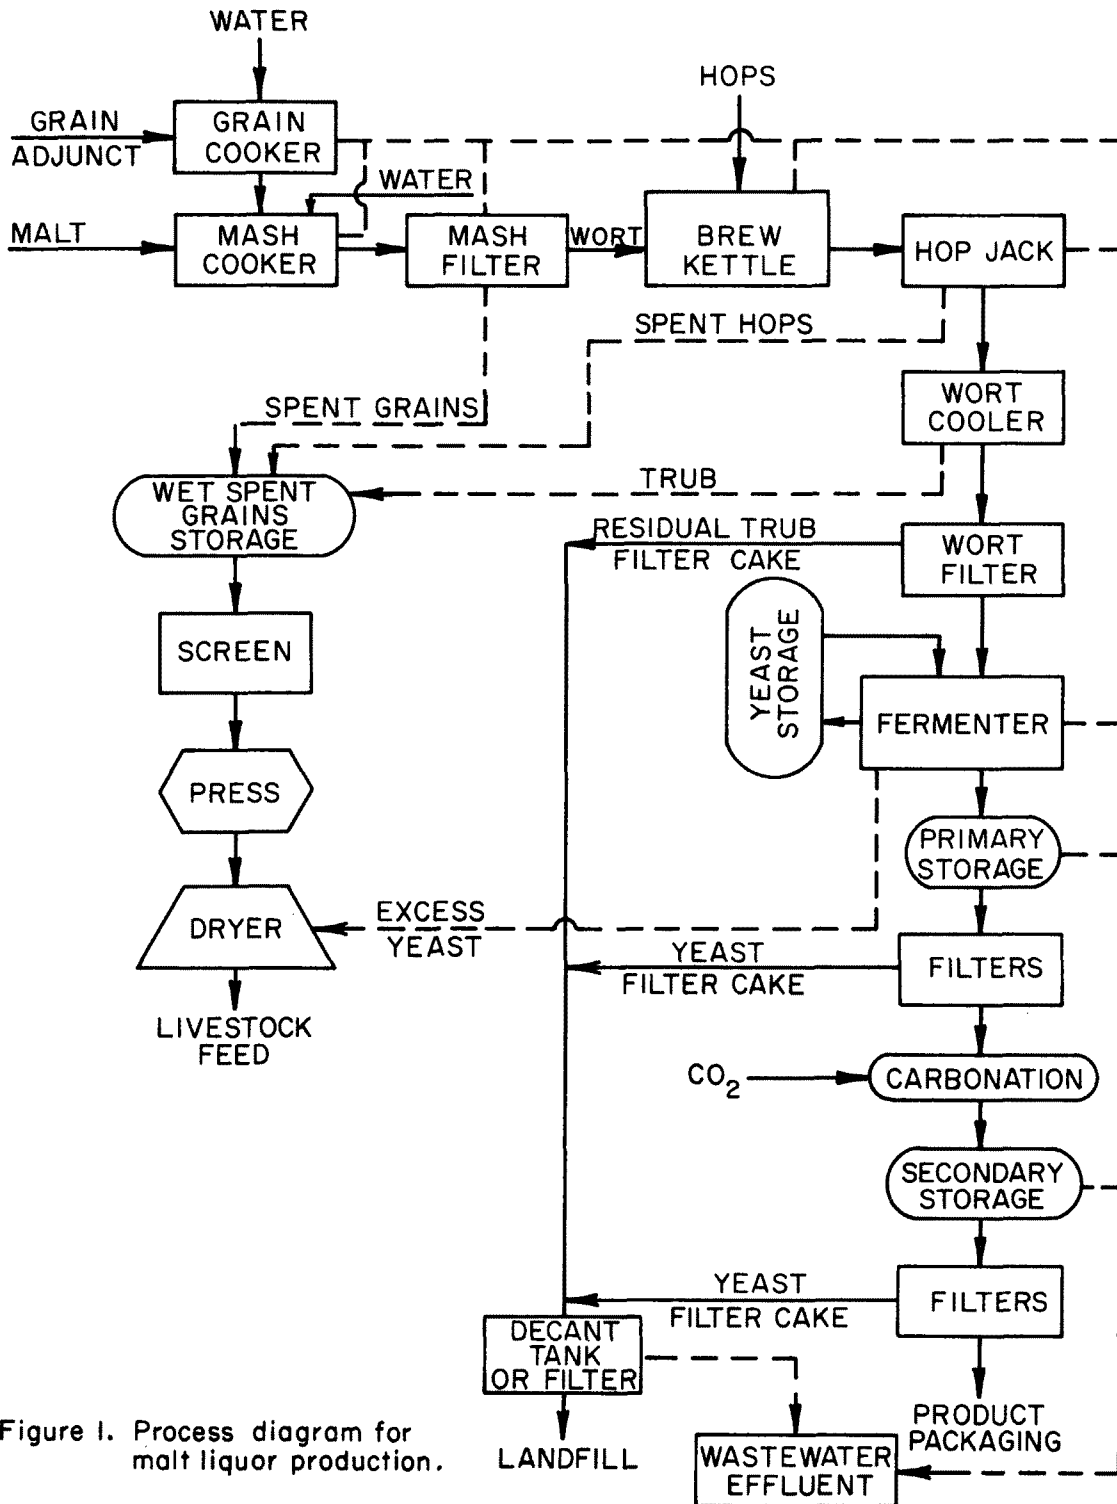 WATER
HOPS
GRAIN
ADJUNCT
GRAIN
COOKER
WATER
MALT
MASH
COOKER
MASH
FILTER
WORT
BREW
KETTLE
HOP JACK
SPENT HOPS
SPENT GRAINS
WORT
COOLER
WET SPENT
GRAINS
STORAGE
TRUB
RESIDUAL TRUB
FILTER CAKE
WORT
FILTER
SCREEN
YEAST
STORAGE
FERMENTER
PRESS
PRIMARY
STORAGE
DRYER
EXCESS
YEAST
YEAST
FILTER CAKE
FILTERS
LIVESTOCK
FEED
CO2
CARBONATION
SECONDARY
STORAGE
YEAST
FILTER CAKE
FILTERS
DECANT
TANK
OR FILTER
LANDFILL
PRODUCT
PACKAGING
WASTEWATER
EFFLUENT
Figure 1. Process diagram for
malt liquor production.